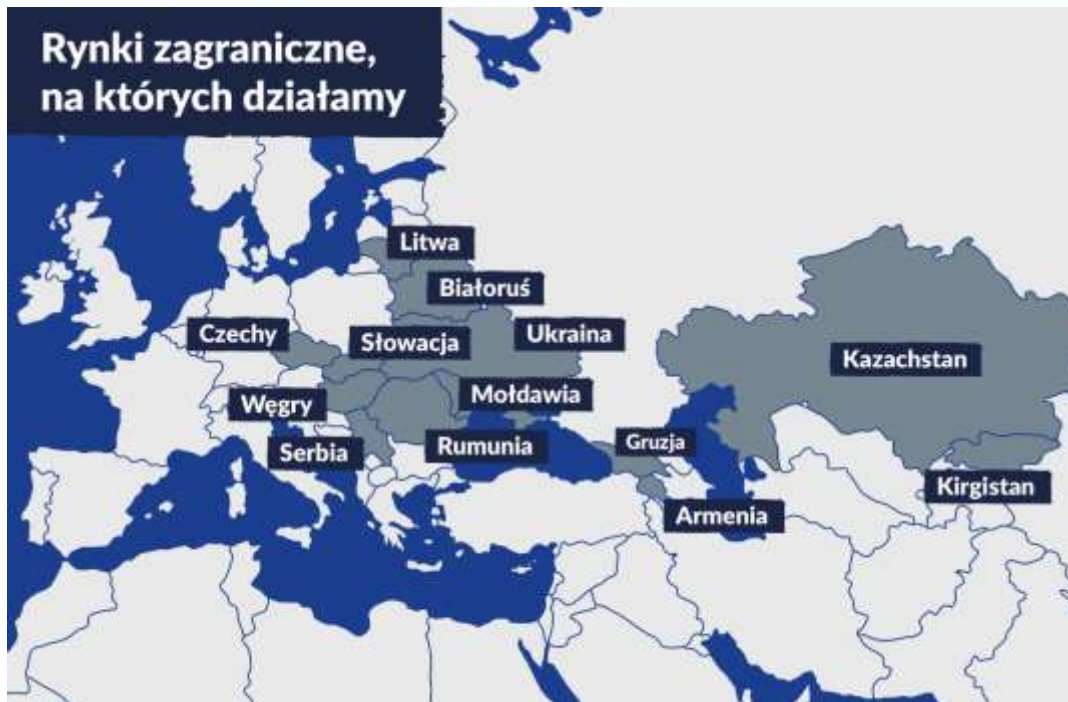 Rynki zagraniczne,
na których działamy
Litwa
Białoruś
Czechy
Słowacja
Ukraina
Kazachstan
Węgry
Mołdawia
Serbia
Rumunia
Gruzja
Kirgistan
Armenia